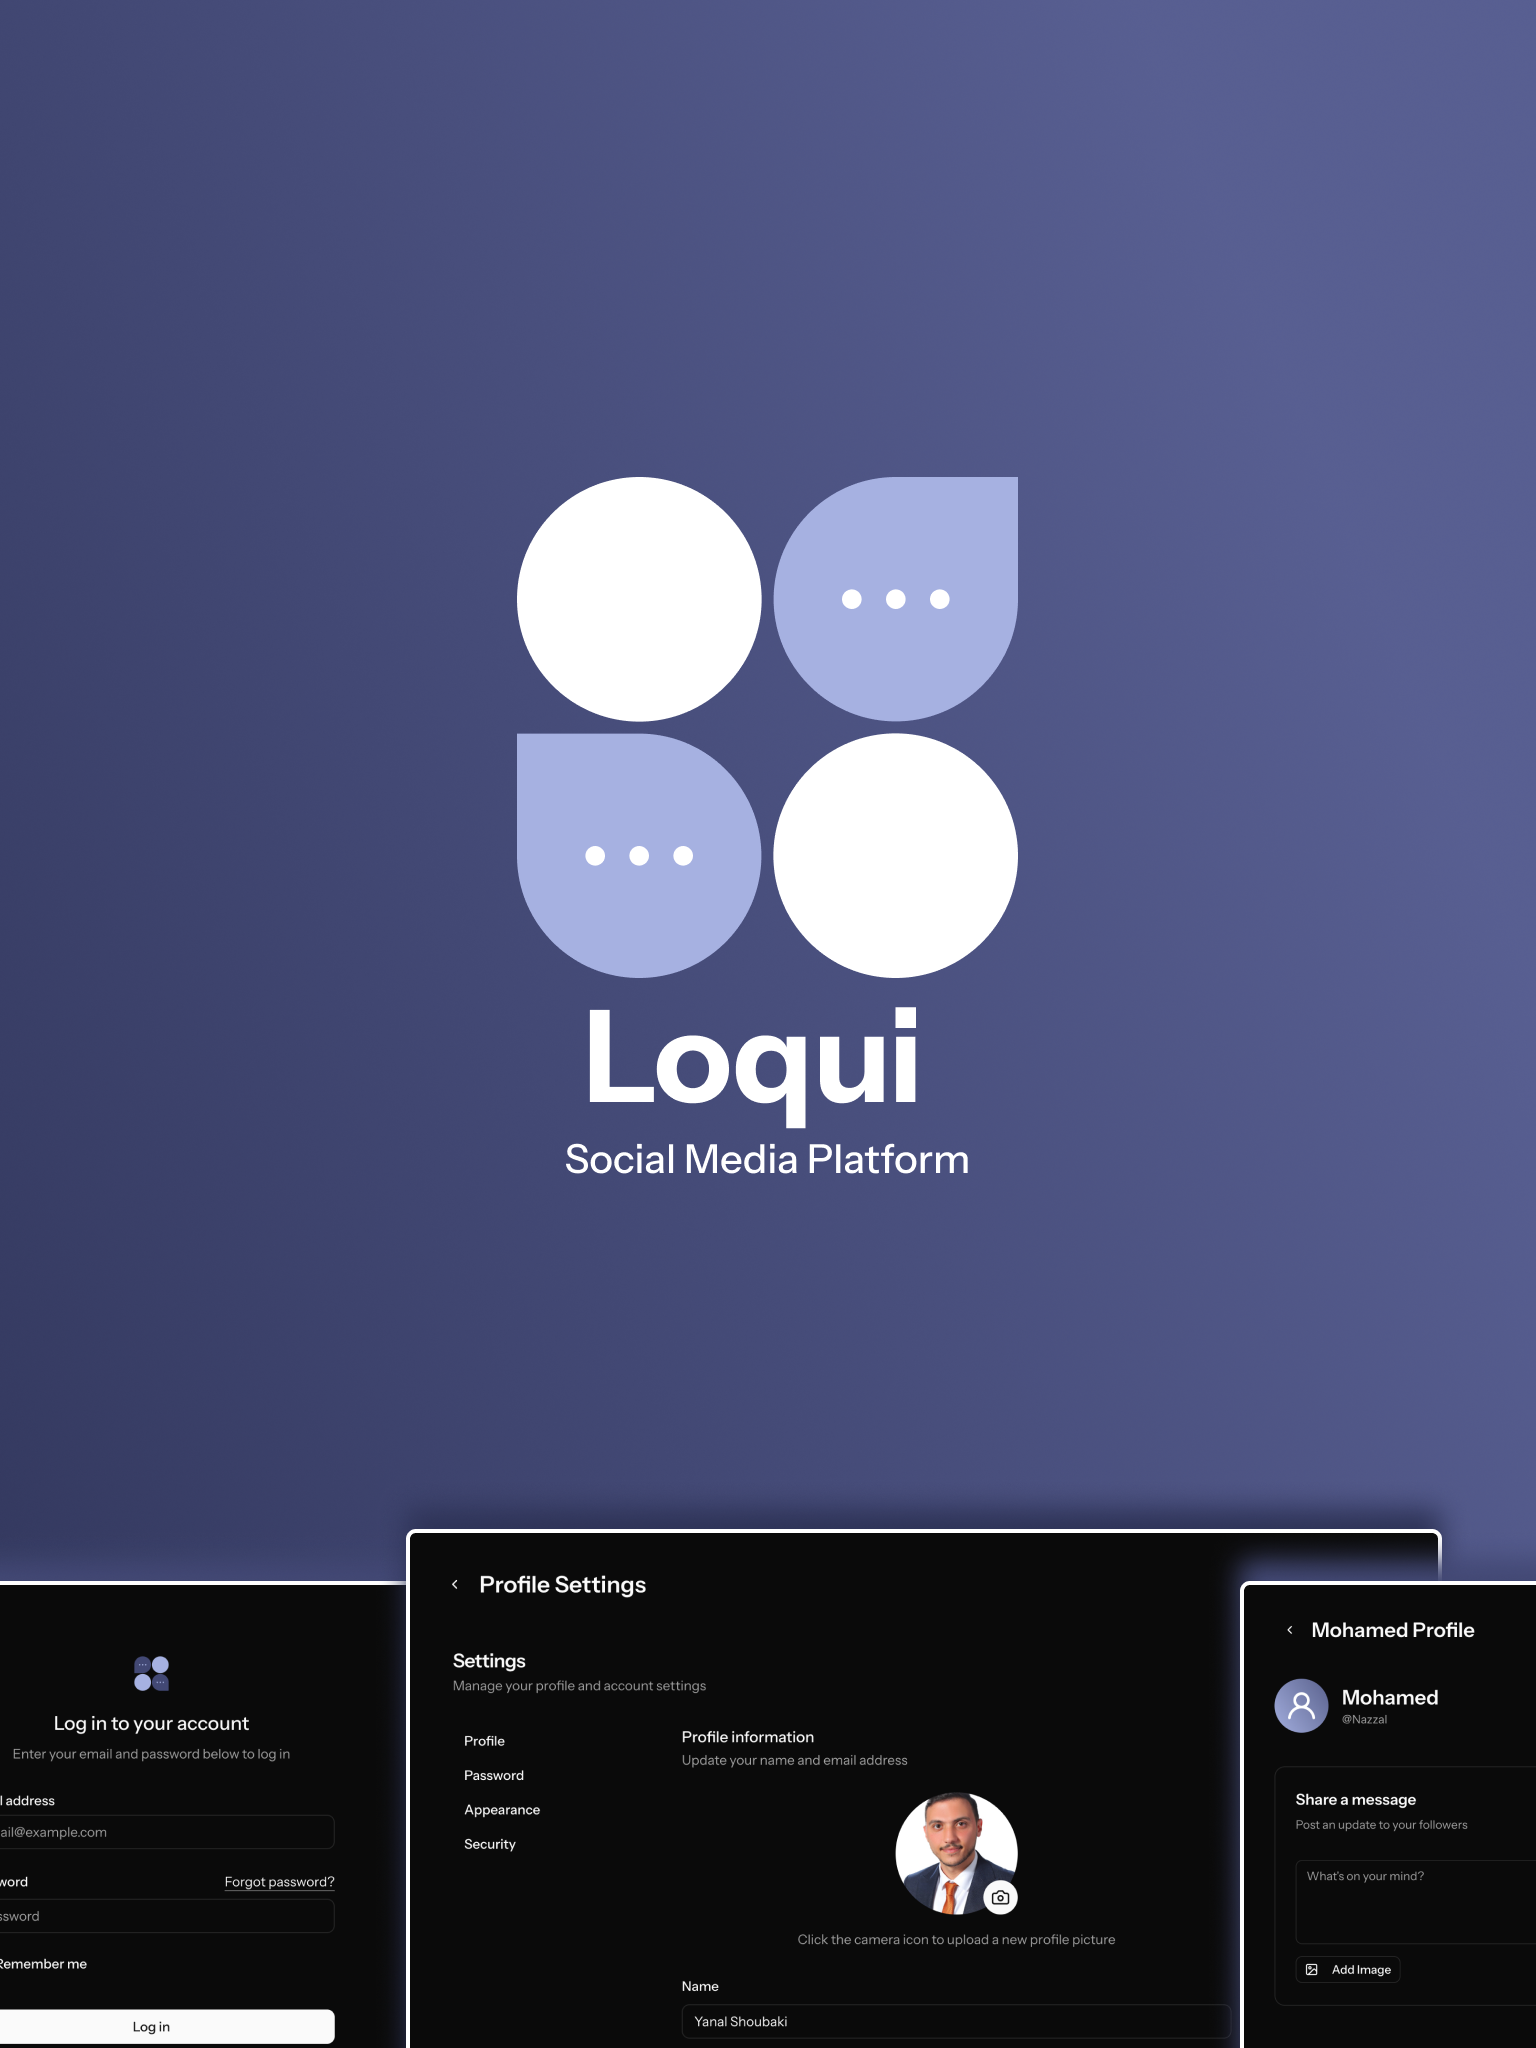 Loqui
Social Media Platform
Log in to your account
Enter your email and password below to log in
l address
ail@example.com
word
Forgot password?
ssword
Remember me
Log in
Profile Settings
Settings
Manage your profile and account settings
Profile
Password
Appearance
Security
Profile information
Update your name and email address
Click the camera icon to upload a new profile picture
Name
Yanal Shoubaki
Mohamed Profile
Mohamed
@Nazzal
Share a message
Post an update to your followers
What's on your mind?
Add Image